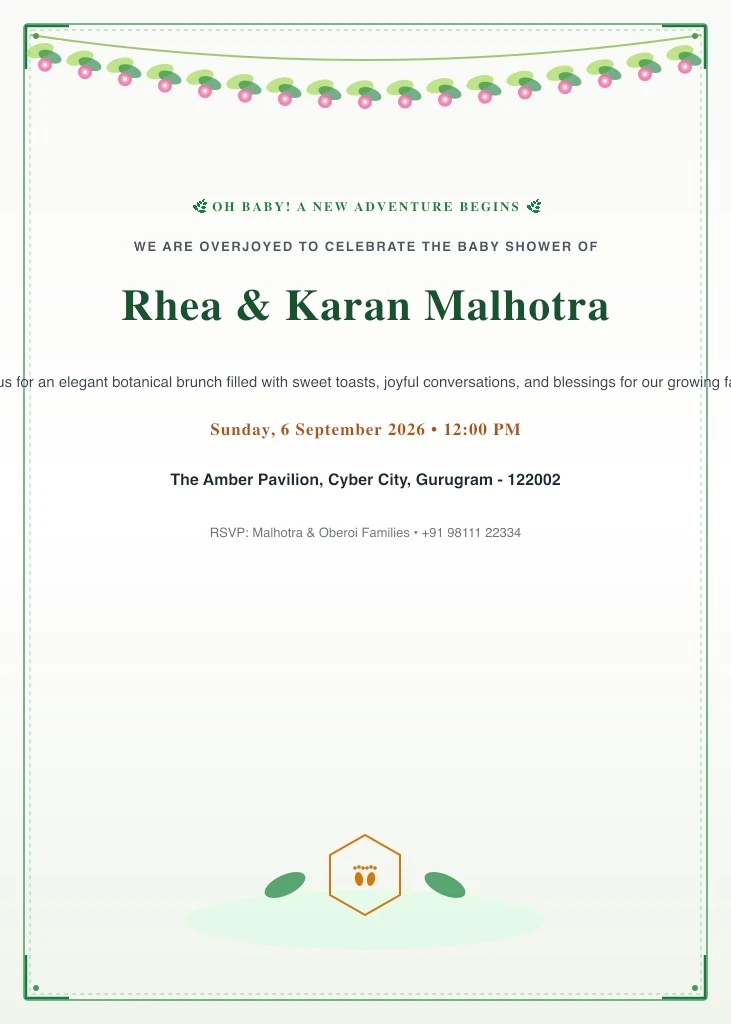 🌿 OH BABY! A NEW ADVENTURE BEGINS 🌿
WE ARE OVERJOYED TO CELEBRATE THE BABY SHOWER OF
Rhea & Karan Malhotra
us for an elegant botanical brunch filled with sweet toasts, joyful conversations, and blessings for our growing
Sunday, 6 September 2026 • 12:00 PM
The Amber Pavilion, Cyber City, Gurugram - 122002
RSVP: Malhotra & Oberoi Families • +91 98111 22334